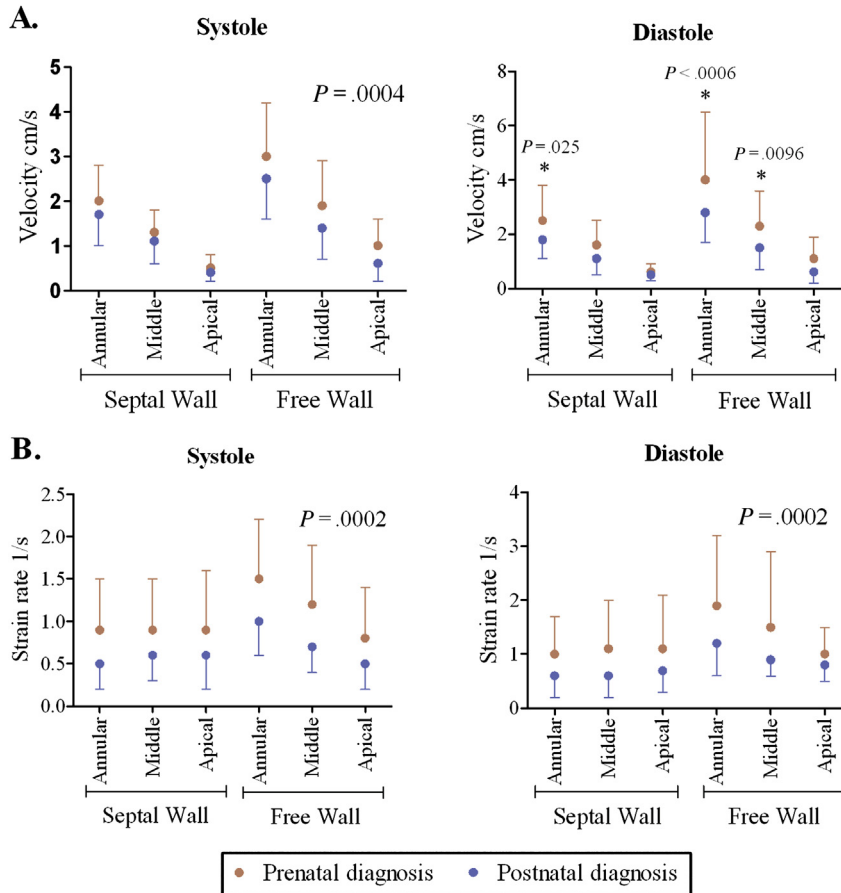 A.
Systole
Velocity cm/s
5
4
3
2
1
0
P = .0004
Annular
Middle
Apical
Annular
Middle
Apical
Septal Wall
Free Wall
Diastole
Velocity cm/s
8
6
4
2
0
P = .025
*
P < .0006
*
P = .0096
*
Annular
Middle
Apical
Annular
Middle
Apical
Septal Wall
Free Wall
B.
Systole
Strain rate 1/s
2.5
2.0
1.5
1.0
0.5
0.0
P = .0002
Annular
Middle
Apical
Annular
Middle
Apical
Septal Wall
Free Wall
Diastole
Strain rate 1/s
4
3
2
1
0
P = .0002
Annular
Middle
Apical
Annular
Middle
Apical
Septal Wall
Free Wall
Prenatal diagnosis
Postnatal diagnosis